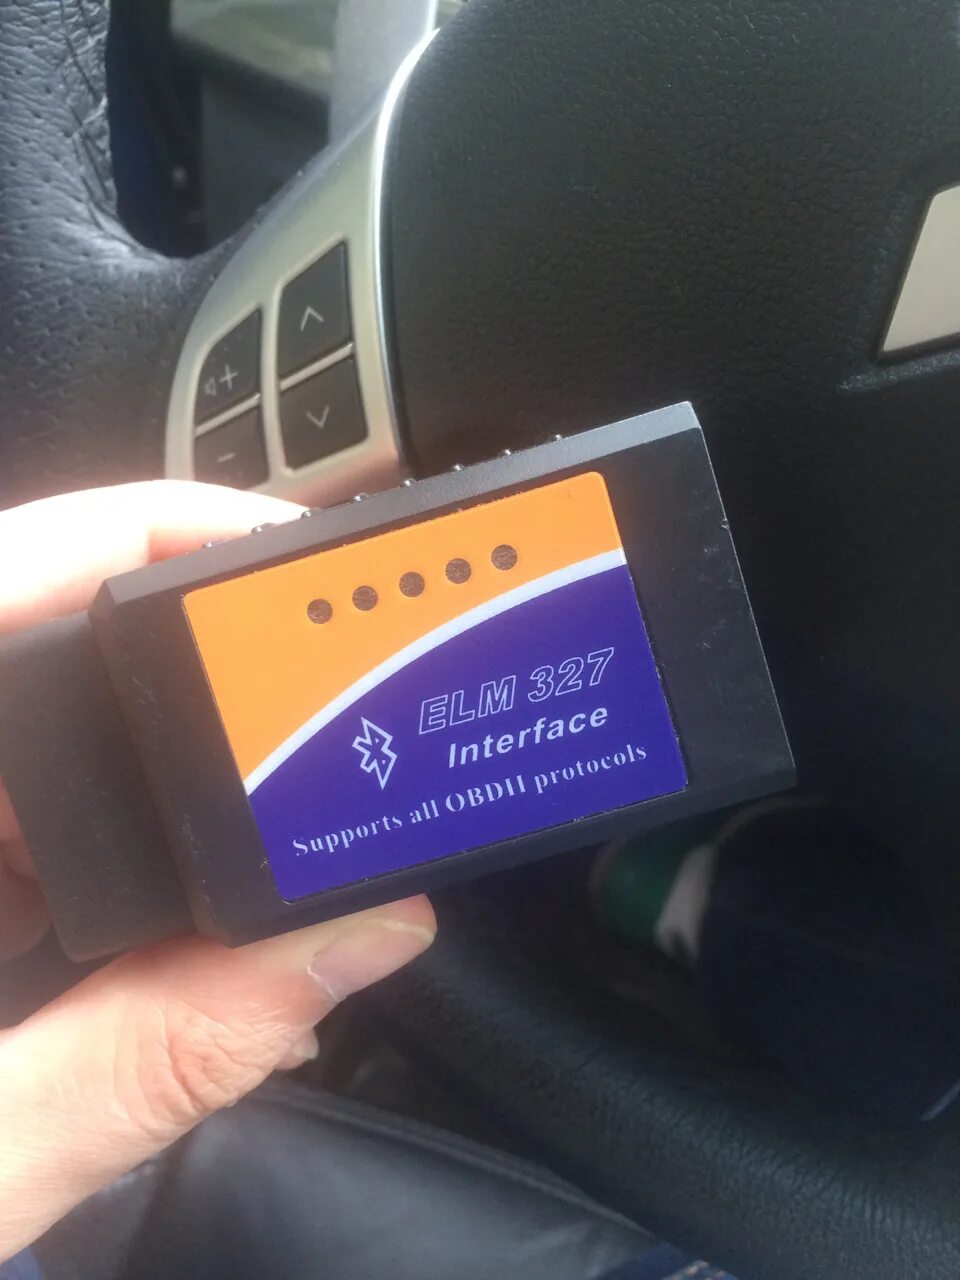 ELM 327
Interface
Supports all OBDII protocols